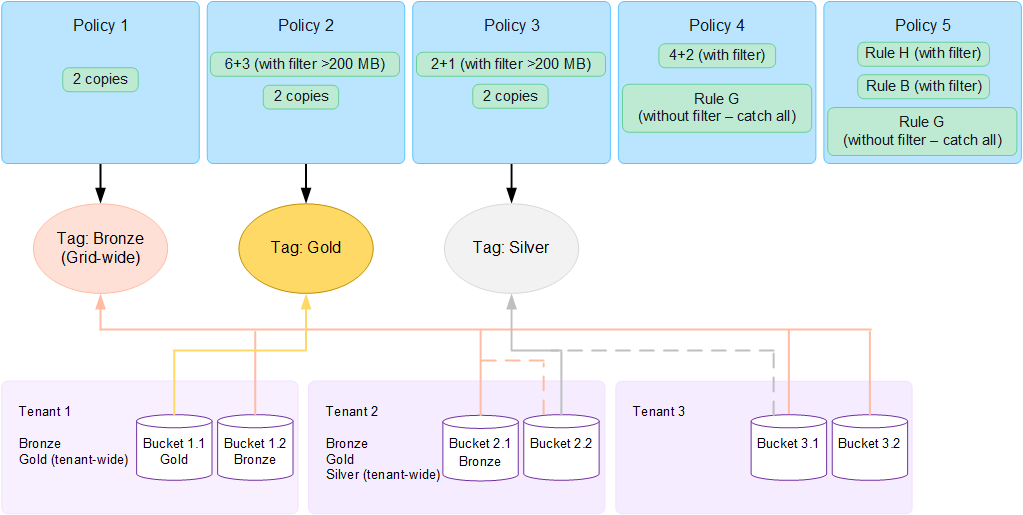 Policy 1
2 copies
Policy 2
6+3 (with filter >200 MB)
2 copies
Policy 3
2+1 (with filter >200 MB)
2 copies
Policy 4
4+2 (with filter)
Rule G
(without filter – catch all)
Policy 5
Rule H (with filter)
Rule B (with filter)
Rule G
(without filter – catch all)
Tag: Bronze
(Grid-wide)
Tag: Gold
Tag: Silver
Tenant 1
Bronze
Gold (tenant-wide)
Bucket 1.1
Gold
Bucket 1.2
Bronze
Tenant 2
Bronze
Gold
Silver (tenant-wide)
Bucket 2.1
Bronze
Bucket 2.2
Tenant 3
Bucket 3.1
Bucket 3.2